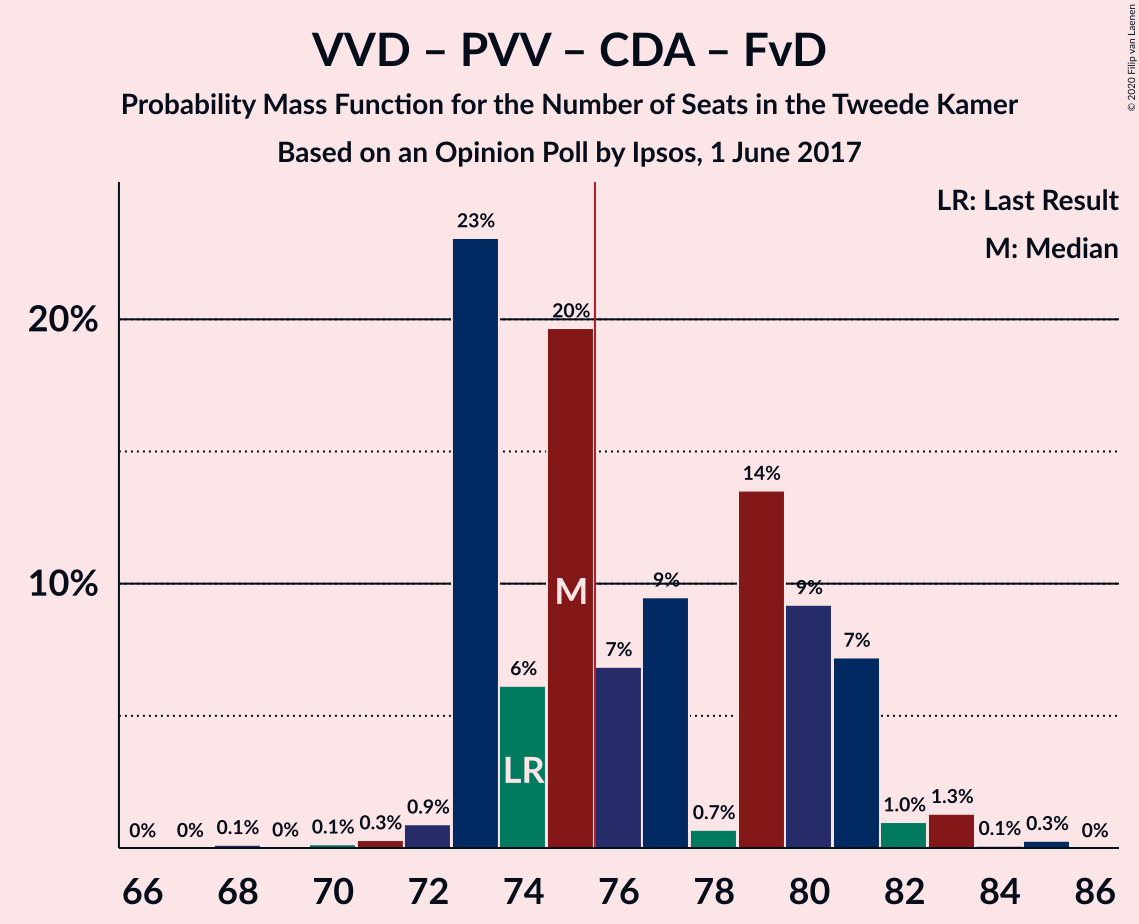 VVD – PVV – CDA – FvD
Probability Mass Function for the Number of Seats in the Tweede Kamer
Based on an Opinion Poll by Ipsos, 1 June 2017
© 2020 Filip van Laenen
LR: Last Result
M: Median
20%
10%
0%
0%
0.1%
0%
0.1%
0.3%
0.9%
23%
6%
20%
7%
9%
0.7%
14%
9%
7%
1.0%
1.3%
0.1%
0.3%
0%
M
LR
66 68 70 72 74 76 78 80 82 84 86